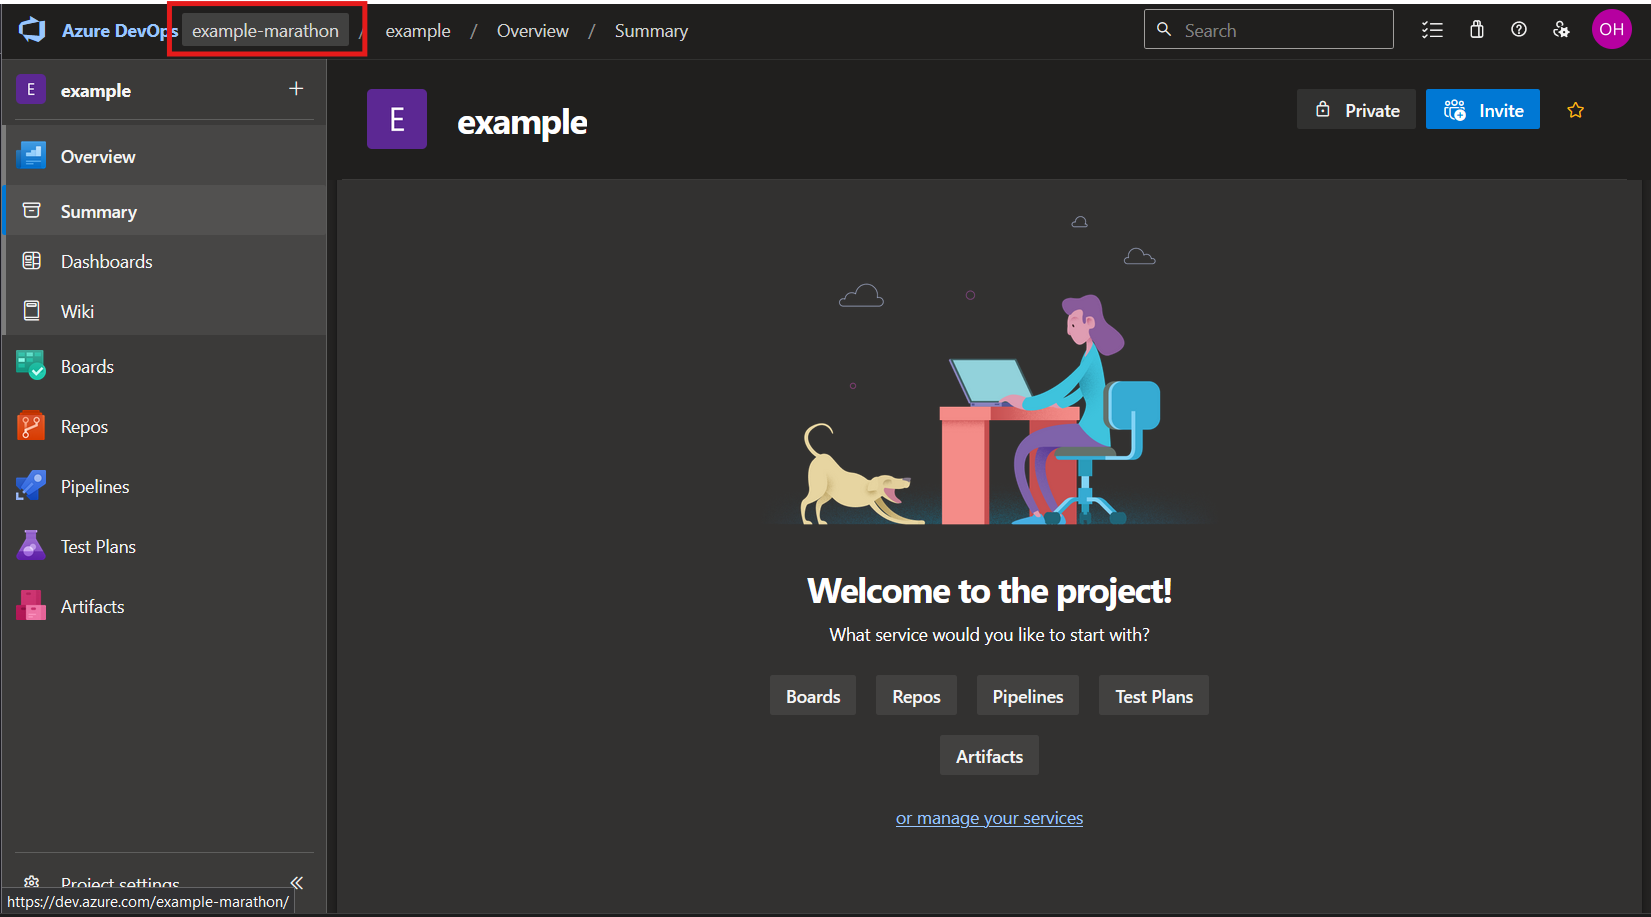 Azure DevOps example-marathon / example / Overview / Summary
Search
OH
E example +
E example
Private
Invite
Overview
Summary
Dashboards
Wiki
Boards
Repos
Pipelines
Test Plans
Artifacts
Welcome to the project!
What service would you like to start with?
Boards Repos Pipelines Test Plans
Artifacts
or manage your services
Project settings
https://dev.azure.com/example-marathon/